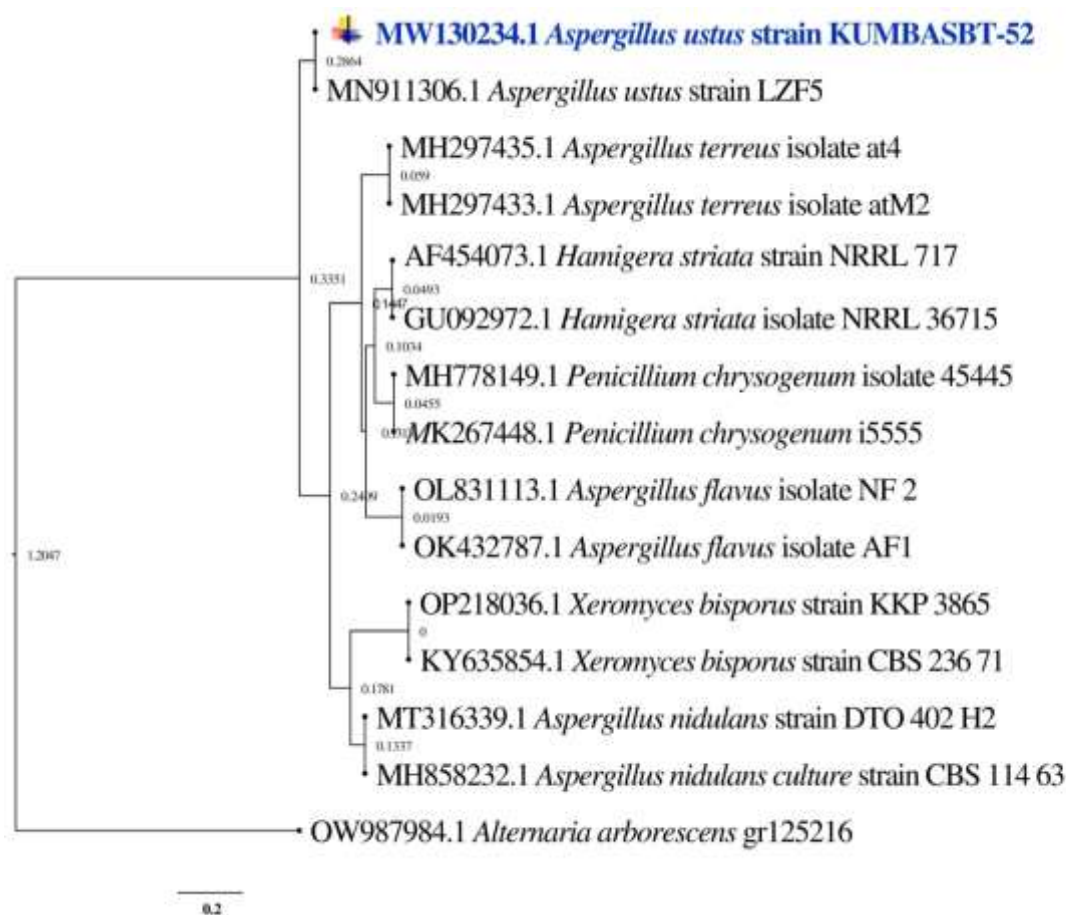 MW130234.1 Aspergillus ustus strain KUMBASBT-52
0.2864
MN911306.1 Aspergillus ustus strain LZF5
MH297435.1 Aspergillus terreus isolate at4
0.059
MH297433.1 Aspergillus terreus isolate atM2
AF454073.1 Hamigera striata strain NRRL 717
0.3351
0.0493
0.1447
GU092972.1 Hamigera striata isolate NRRL 36715
0.1034
MH778149.1 Penicillium chrysogenum isolate 45445
0.0455
MK267448.1 Penicillium chrysogenum i5555
OL831113.1 Aspergillus flavus isolate NF 2
0.2409
0.0193
OK432787.1 Aspergillus flavus isolate AF1
1.2047
OP218036.1 Xeromyces bisporus strain KKP 3865
0
KY635854.1 Xeromyces bisporus strain CBS 236 71
0.1781
MT316339.1 Aspergillus nidulans strain DTO 402 H2
0.1337
MH858232.1 Aspergillus nidulans culture strain CBS 114 63
OW987984.1 Alternaria arborescens gr125216
0.2